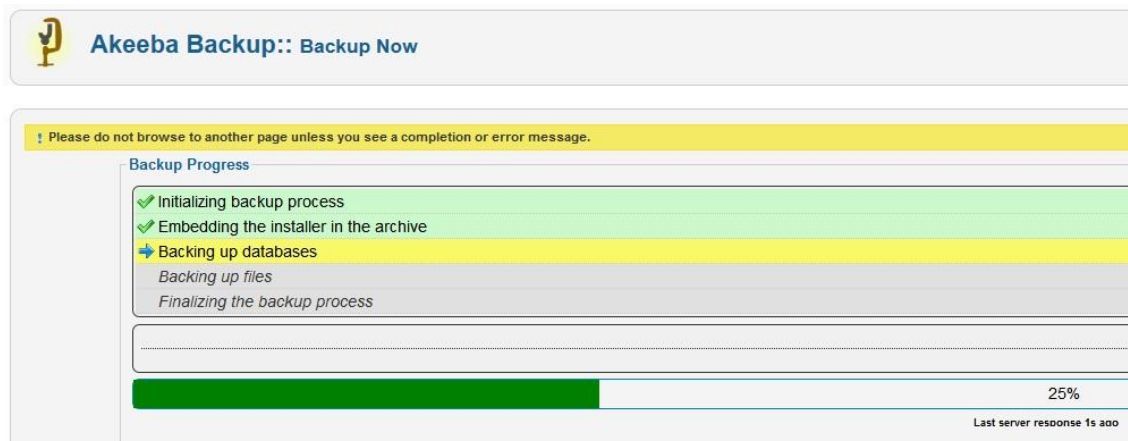 Akeeba Backup:: Backup Now
Please do not browse to another page unless you see a completion or error message.
Backup Progress
Initializing backup process
Embedding the installer in the archive
Backing up databases
Backing up files
Finalizing the backup process
25%
Last server response 1s ago